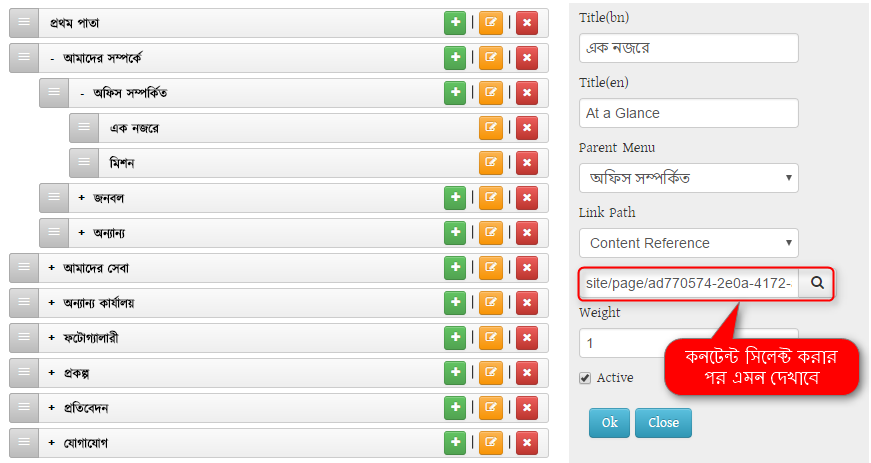 প্রথম পাতা
- আমাদের সম্পর্কে
- অফিস সম্পর্কিত
এক নজরে
মিশন
+ জনবল
+ অন্যান্য
+ আমাদের সেবা
+ অন্যান্য কার্যালয়
+ ফটোগ্যালারী
+ প্রকল্প
+ প্রতিবেদন
+ যোগাযোগ
Title(bn)
এক নজরে
Title(en)
At a Glance
Parent Menu
অফিস সম্পর্কিত
Link Path
Content Reference
site/page/ad770574-2e0a-4172-
Weight
1
কনটেন্ট সিলেক্ট করার
পর এমন দেখাবে
Active
Ok Close